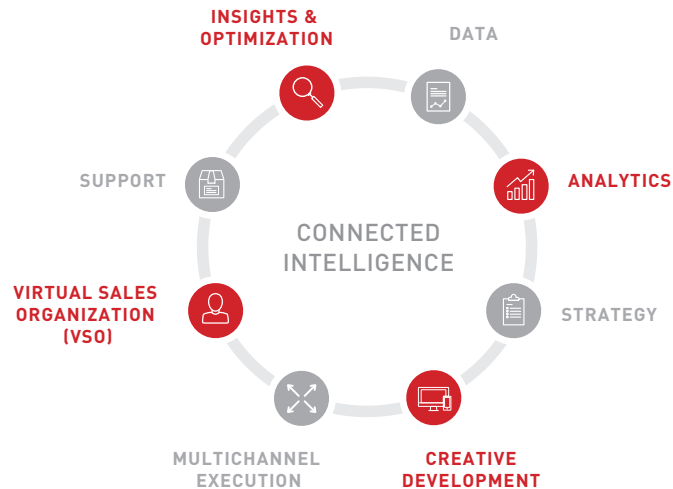 INSIGHTS &
OPTIMIZATION
DATA
ANALYTICS
STRATEGY
CREATIVE
DEVELOPMENT
MULTICHANNEL
EXECUTION
VIRTUAL SALES
ORGANIZATION
(VSO)
SUPPORT
CONNECTED
INTELLIGENCE